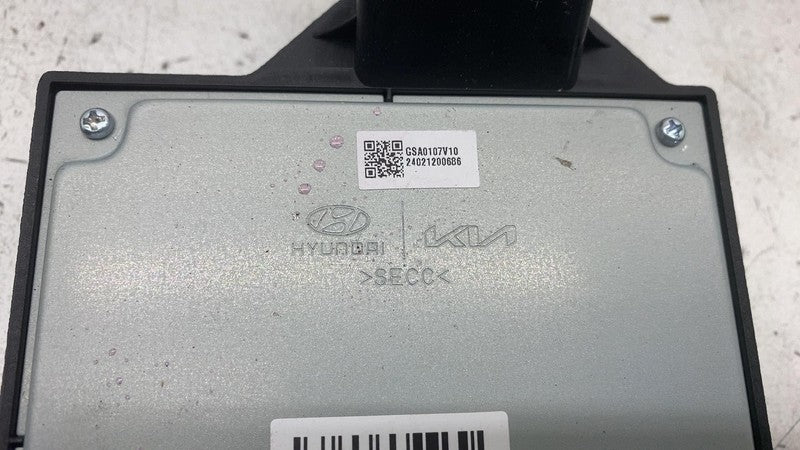 GSA0107V10
24021200686
HYUNDAI
KIA
>SECC<